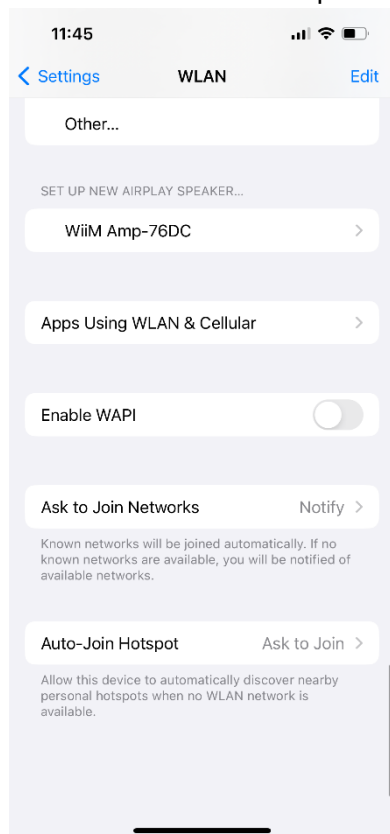 11:45
Settings
WLAN
Edit
Other...
SET UP NEW AIRPLAY SPEAKER...
WiiM Amp-76DC
Apps Using WLAN & Cellular
Enable WAPI
Ask to Join Networks
Notify
Known networks will be joined automatically. If no
known networks are available, you will be notified of
available networks.
Auto-Join Hotspot
Ask to Join
Allow this device to automatically discover nearby
personal hotspots when no WLAN network is
available.